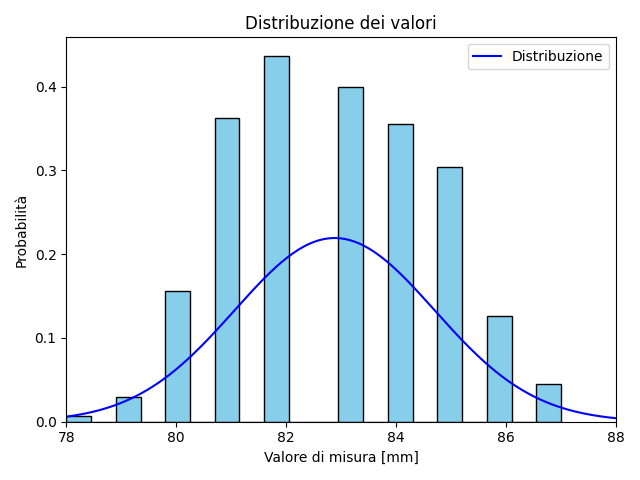 Distribuzione dei valori
Distribuzione
0.4
0.3
0.2
0.1
0.0
Probabilità
78 80 82 84 86 88
Valore di misura [mm]